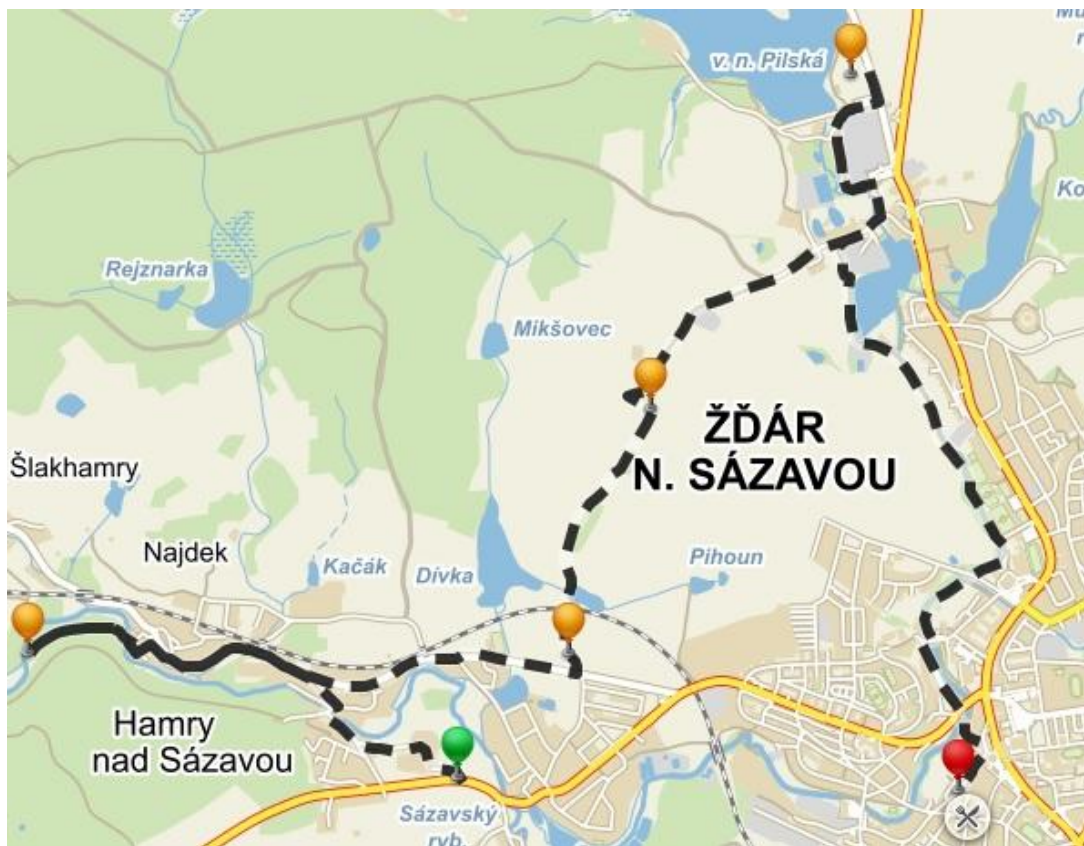 v. n. Pilská
Rejznarka
Mikšovec
ŽĎÁR
N. SÁZAVOU
Šlakhamry
Najdek
Kačák
Dívka
Pihoun
Hamry
nad Sázavou
Sázavský
ryb.